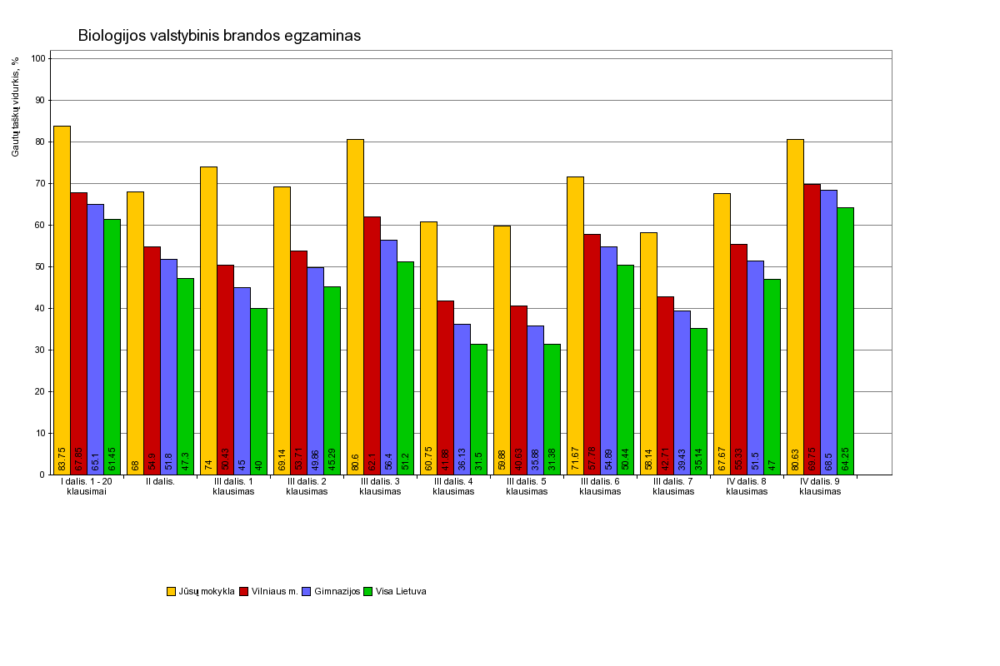 Biologijos valstybinis brandos egzaminas
Gautų taškų vidurkis, %
100
90
80
70
60
50
40
30
20
10
0
83.75 67.85 65.1 61.45
68 54.9 51.8 47.3
74 50.43 45 40
69.14 53.71 49.86 45.29
80.6 62.1 56.4 51.2
60.75 41.88 36.13 31.5
59.88 40.63 35.88 31.38
71.67 57.78 54.89 50.44
58.14 42.71 39.43 35.14
67.67 55.33 51.5 47
80.63 69.75 68.5 64.25
I dalis. 1 - 20
klausimai
II dalis.
III dalis. 1
klausimas
III dalis. 2
klausimas
III dalis. 3
klausimas
III dalis. 4
klausimas
III dalis. 5
klausimas
III dalis. 6
klausimas
III dalis. 7
klausimas
IV dalis. 8
klausimas
IV dalis. 9
klausimas
Jūsų mokykla Vilniaus m. Gimnazijos Visa Lietuva